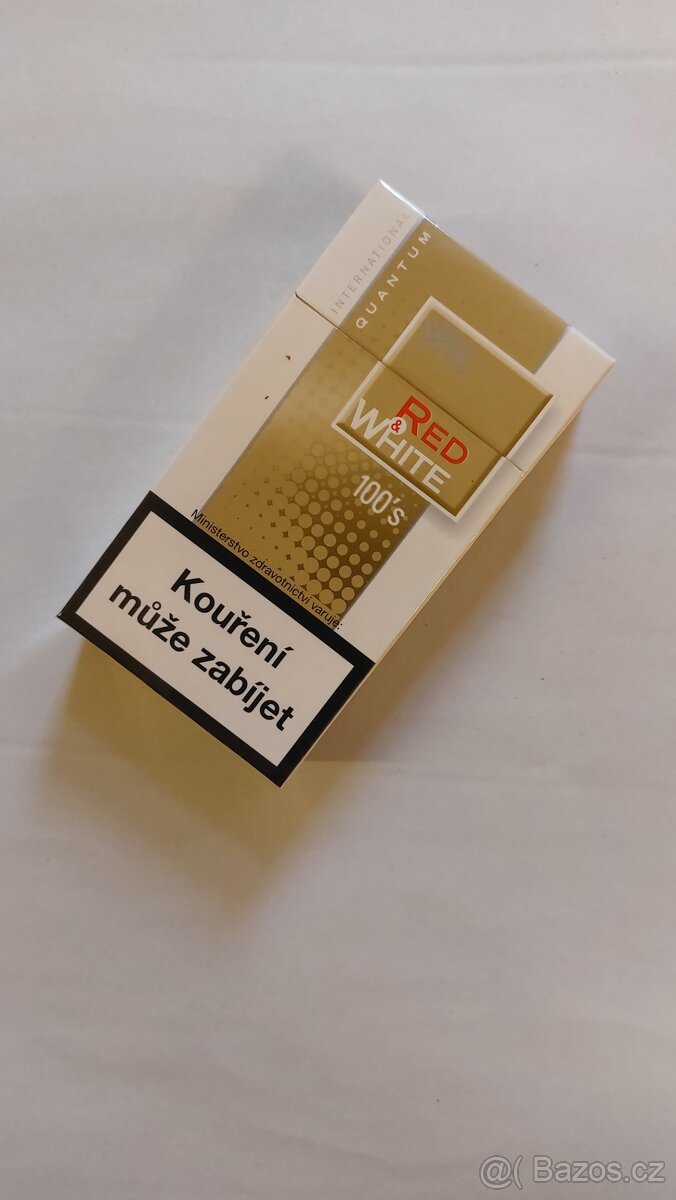 INTERNATIONAL
QUANTUM
RED
&
WHITE
100's
Ministerstvo zdravotnictví varuje:
Kouření
může zabíjet
@( Bazos.cz